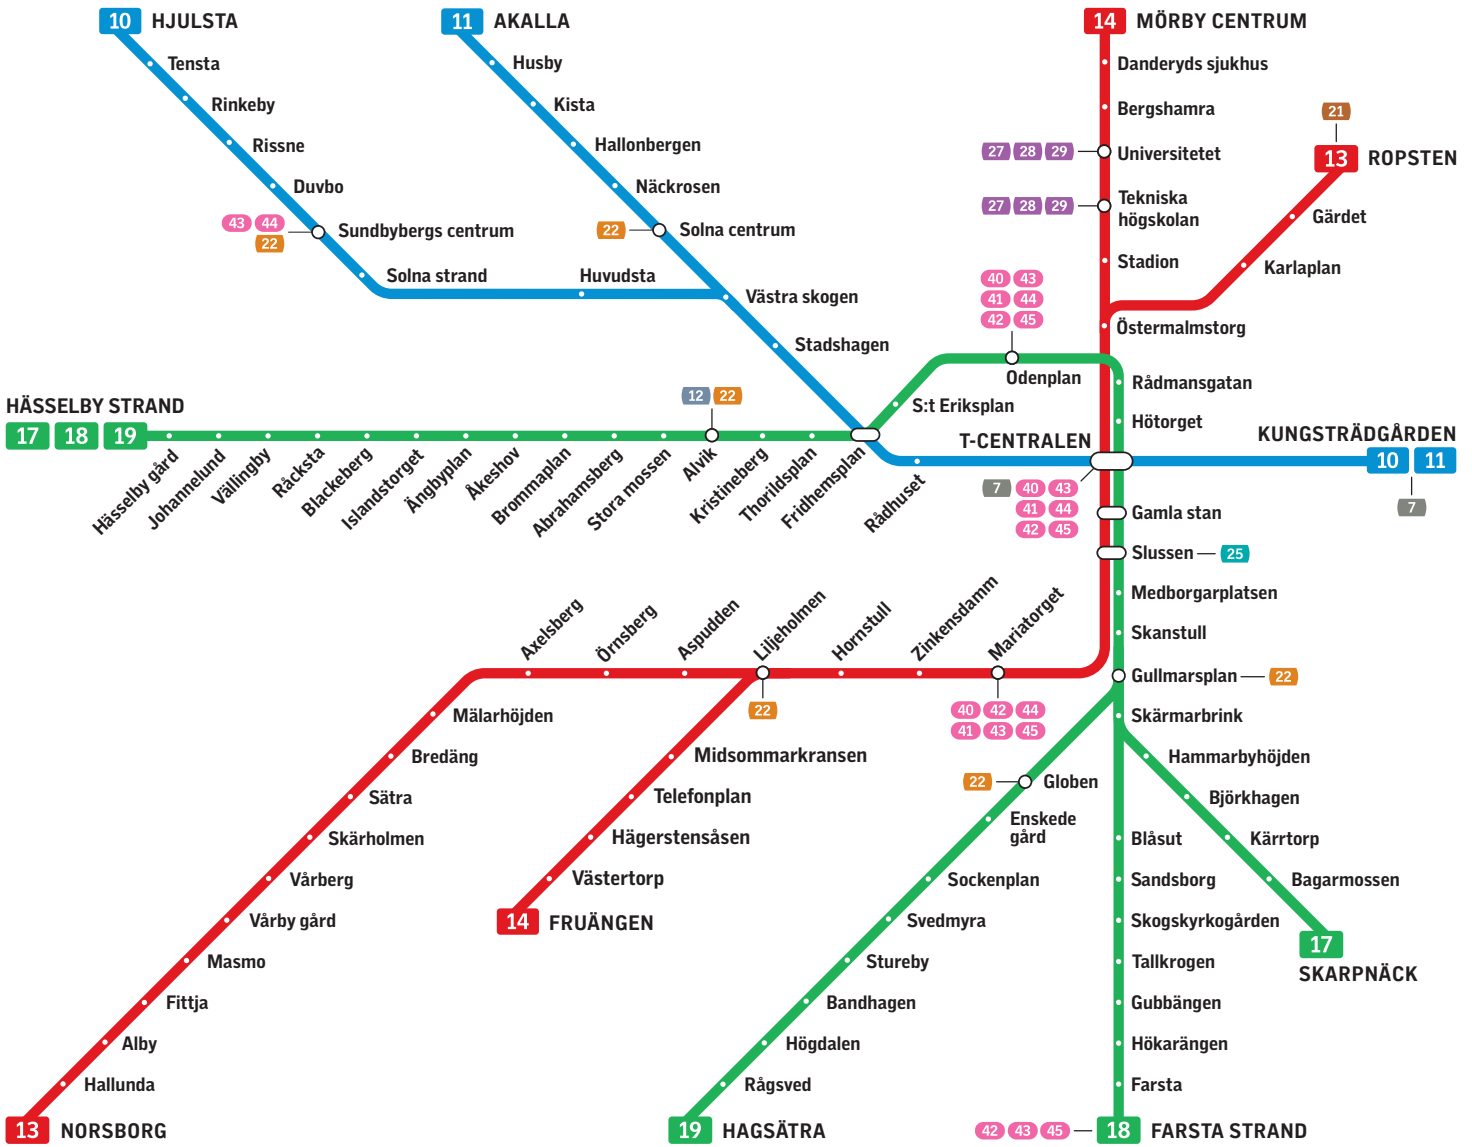 10 HJULSTA
Tensta
Rinkeby
Rissne
Duvbo
43 44
22
Sundbybergs centrum
Solna strand
Huvudsta
11 AKALLA
Husby
Kista
Hallonbergen
Näckrosen
22 Solna centrum
Västra skogen
Stadshagen
14 MÖRBY CENTRUM
Danderyds sjukhus
Bergshamra
27 28 29 Universitetet
27 28 29 Tekniska
högskolan
Stadion
Östermalmstorg
21
13 ROPSTEN
Gärdet
Karlaplan
40 43
41 44
42 45
Odenplan
S:t Eriksplan
Rådmansgatan
Hötorget
HÄSSELBY STRAND
17 18 19
Hässelby gård
Johannelund
Vällingby
Råcksta
Blackeberg
Islandstorget
Ängbyplan
Åkeshov
Brommaplan
Abrahamsberg
Stora mossen
12 22
Alvik
Kristineberg
Thorildsplan
Fridhemsplan
Rådhuset
T-CENTRALEN
7 40 43
41 44
42 45
KUNGSTRÄDGÅRDEN
10 11
7
Gamla stan
Slussen 25
Medborgarplatsen
Skanstull
Gullmarsplan 22
Skärmarbrink
Axelsberg
Örnsberg
Aspudden
Liljeholmen
22
Hornstull
Zinkensdamm
Mariatorget
40 42 44
41 43 45
Mälarhöjden
Bredäng
Sätra
Skärholmen
Vårberg
Vårby gård
Masmo
Fittja
Alby
Hallunda
13 NORSBORG
Midsommarkransen
Telefonplan
Hägerstensåsen
Västertorp
14 FRUÄNGEN
22 Globen
Enskede
gård
Sockenplan
Svedmyra
Stureby
Bandhagen
Högdalen
Rågsved
19 HAGSÄTRA
Blåsut
Sandsborg
Skogskyrkogården
Tallkrogen
Gubbängen
Hökarängen
Farsta
42 43 45 18 FARSTA STRAND
Hammarbyhöjden
Björkhagen
Kärrtorp
Bagarmossen
17
SKARPNÄCK